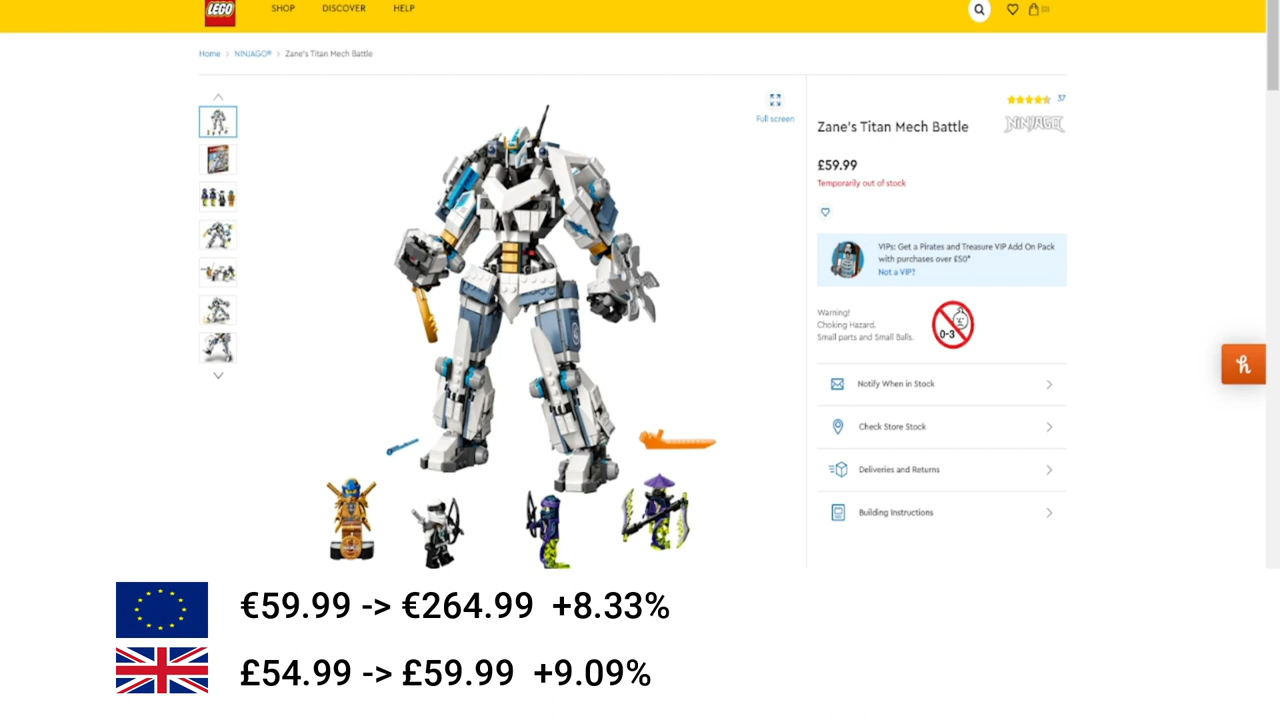 LEGO
SHOP DISCOVER HELP
(0)
Home > NINJAGO® > Zane's Titan Mech Battle
37
Full screen
Zane's Titan Mech Battle
NINJAGO
£59.99
Temporarily out of stock
VIPs: Get a Pirates and Treasure VIP Add On Pack
with purchases over £50*
Not a VIP?
Warning!
Choking Hazard.
Small parts and Small Balls.
0-3
Notify When in Stock
Check Store Stock
Deliveries and Returns
Building Instructions
€59.99 -> €264.99 +8.33%
£54.99 -> £59.99 +9.09%